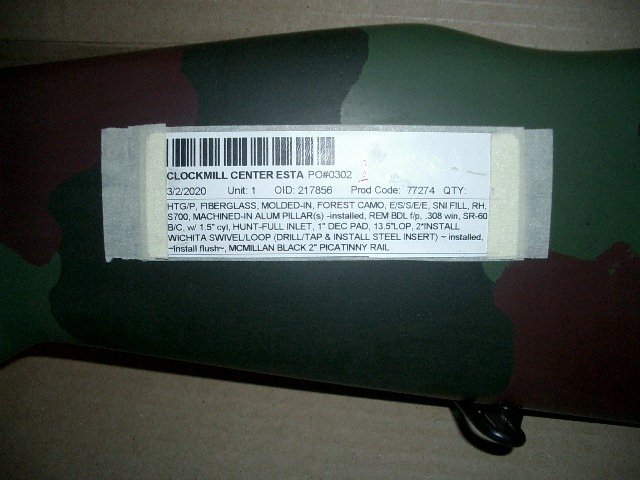 CLOCKMILL CENTER ESTA PO#0302
3/2/2020 Unit: 1 OID: 217856 Prod Code: 77274 QTY:
HTG/P, FIBERGLASS, MOLDED-IN, FOREST CAMO, E/S/S/E/E, SNI FILL, RH,
S700, MACHINED-IN ALUM PILLAR(s) -installed, REM BDL f/p, .308 win, SR-60
B/C, w/ 1.5" cyl, HUNT-FULL INLET, 1" DEC PAD, 13.5"LOP, 2*INSTALL
WICHITA SWIVEL/LOOP (DRILL/TAP & INSTALL STEEL INSERT) ~ installed,
~install flush~, MCMILLAN BLACK 2" PICATINNY RAIL